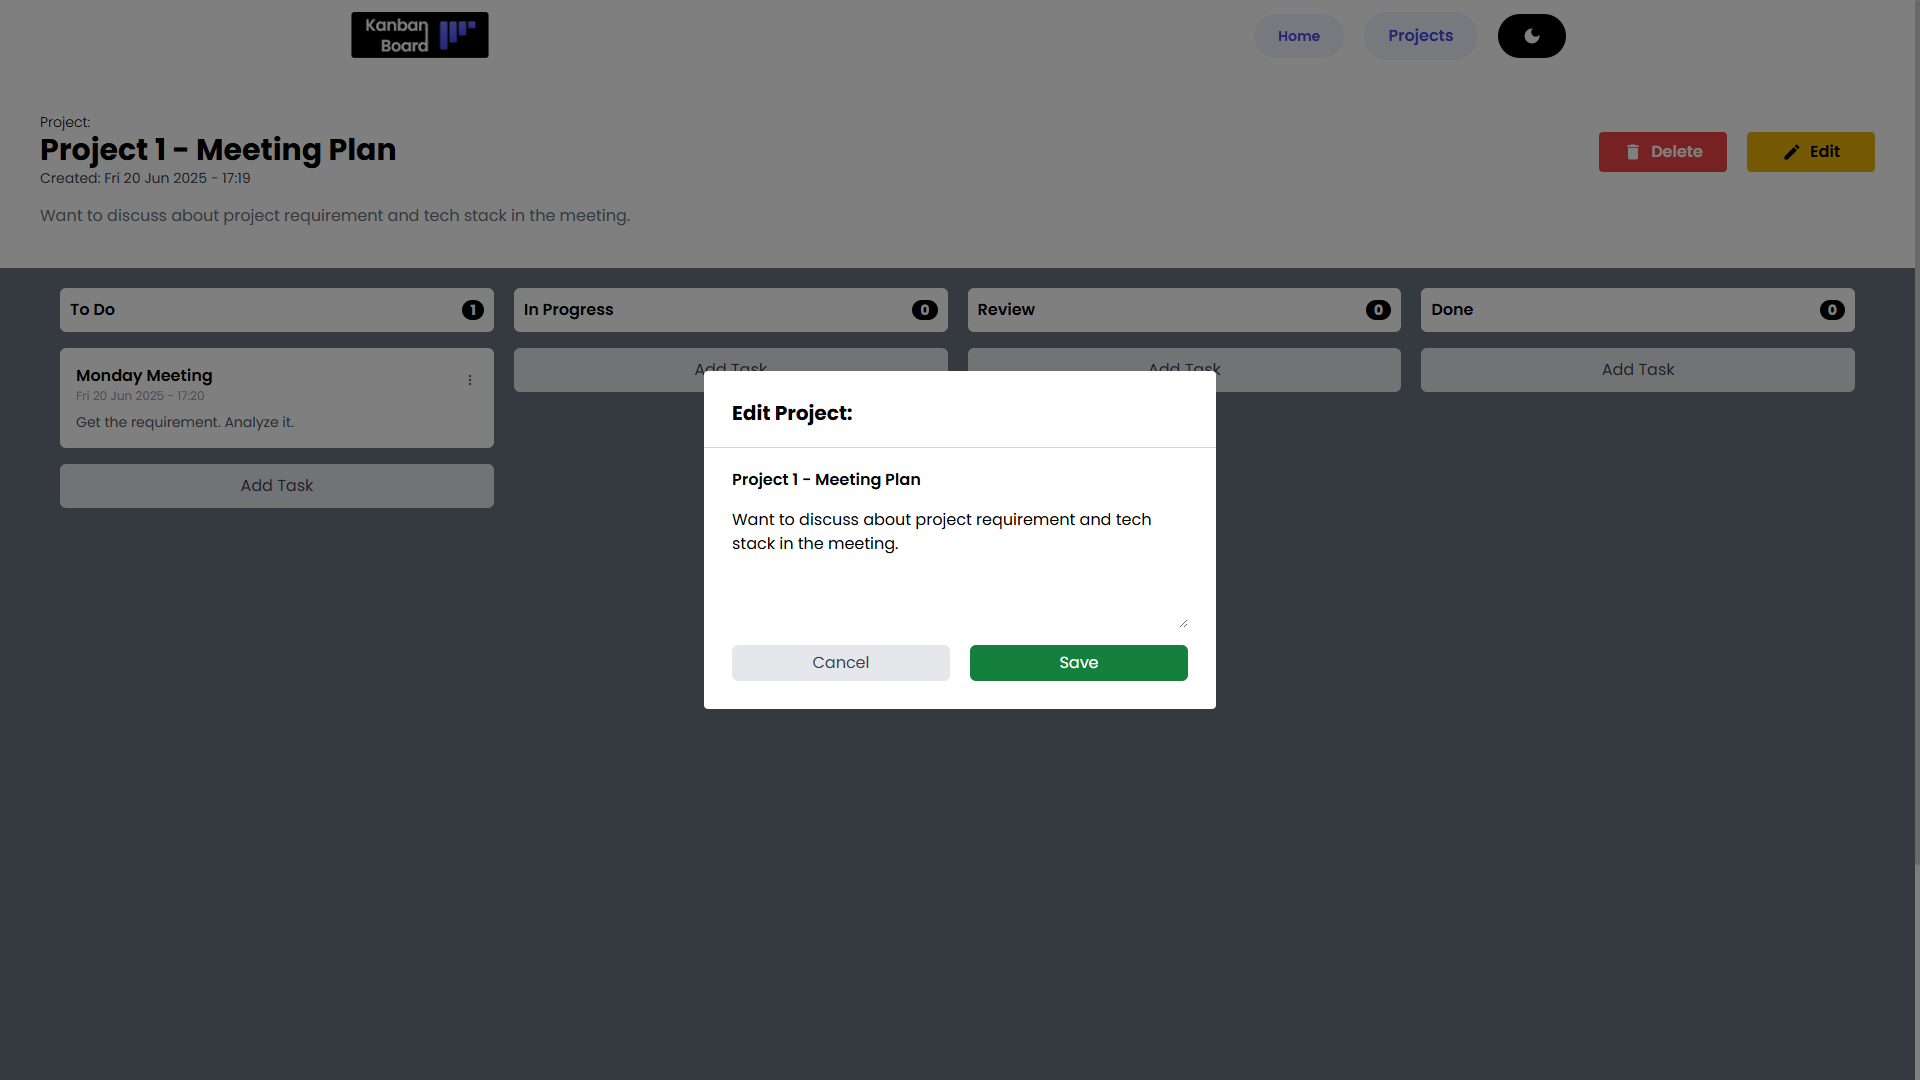 Kanban
Board
Home
Projects
Project:
Project 1 - Meeting Plan
Created: Fri 20 Jun 2025 - 17:19
Delete
Edit
Want to discuss about project requirement and tech stack in the meeting.
To Do
1
In Progress
0
Review
0
Done
0
Monday Meeting
Fri 20 Jun 2025 - 17:20
Get the requirement. Analyze it.
Add Task
Add Task
Add Task
Add Task
Edit Project:
Project 1 - Meeting Plan
Want to discuss about project requirement and tech
stack in the meeting.
Cancel
Save